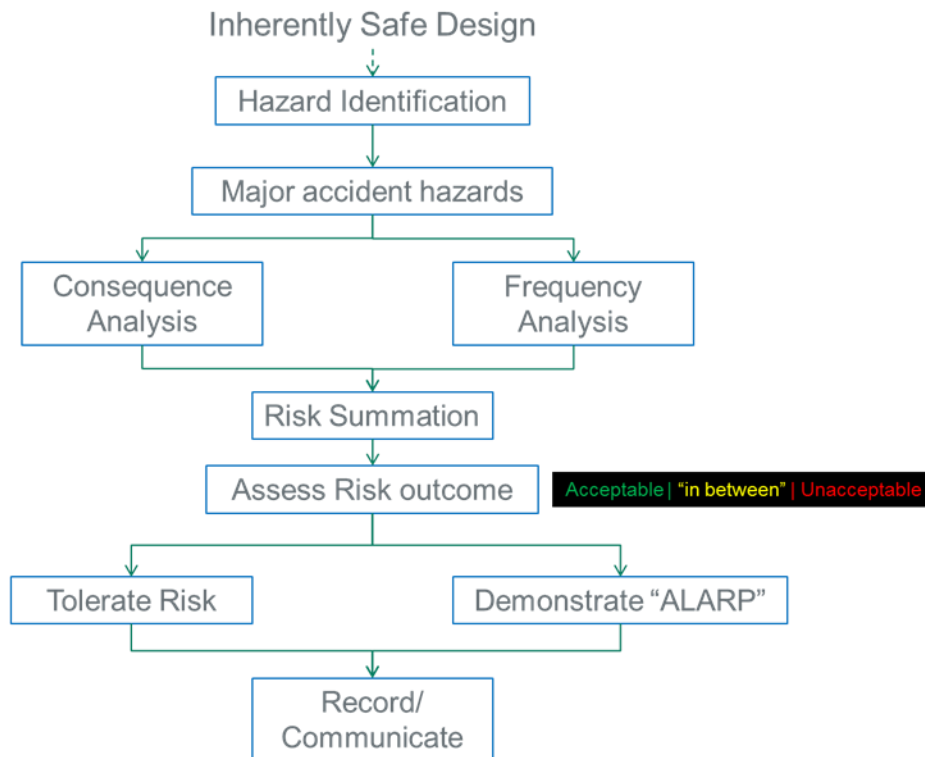 Inherently Safe Design
Hazard Identification
Major accident hazards
Consequence
Analysis
Frequency
Analysis
Risk Summation
Assess Risk outcome
Acceptable | “in between” | Unacceptable
Tolerate Risk
Demonstrate “ALARP”
Record/
Communicate